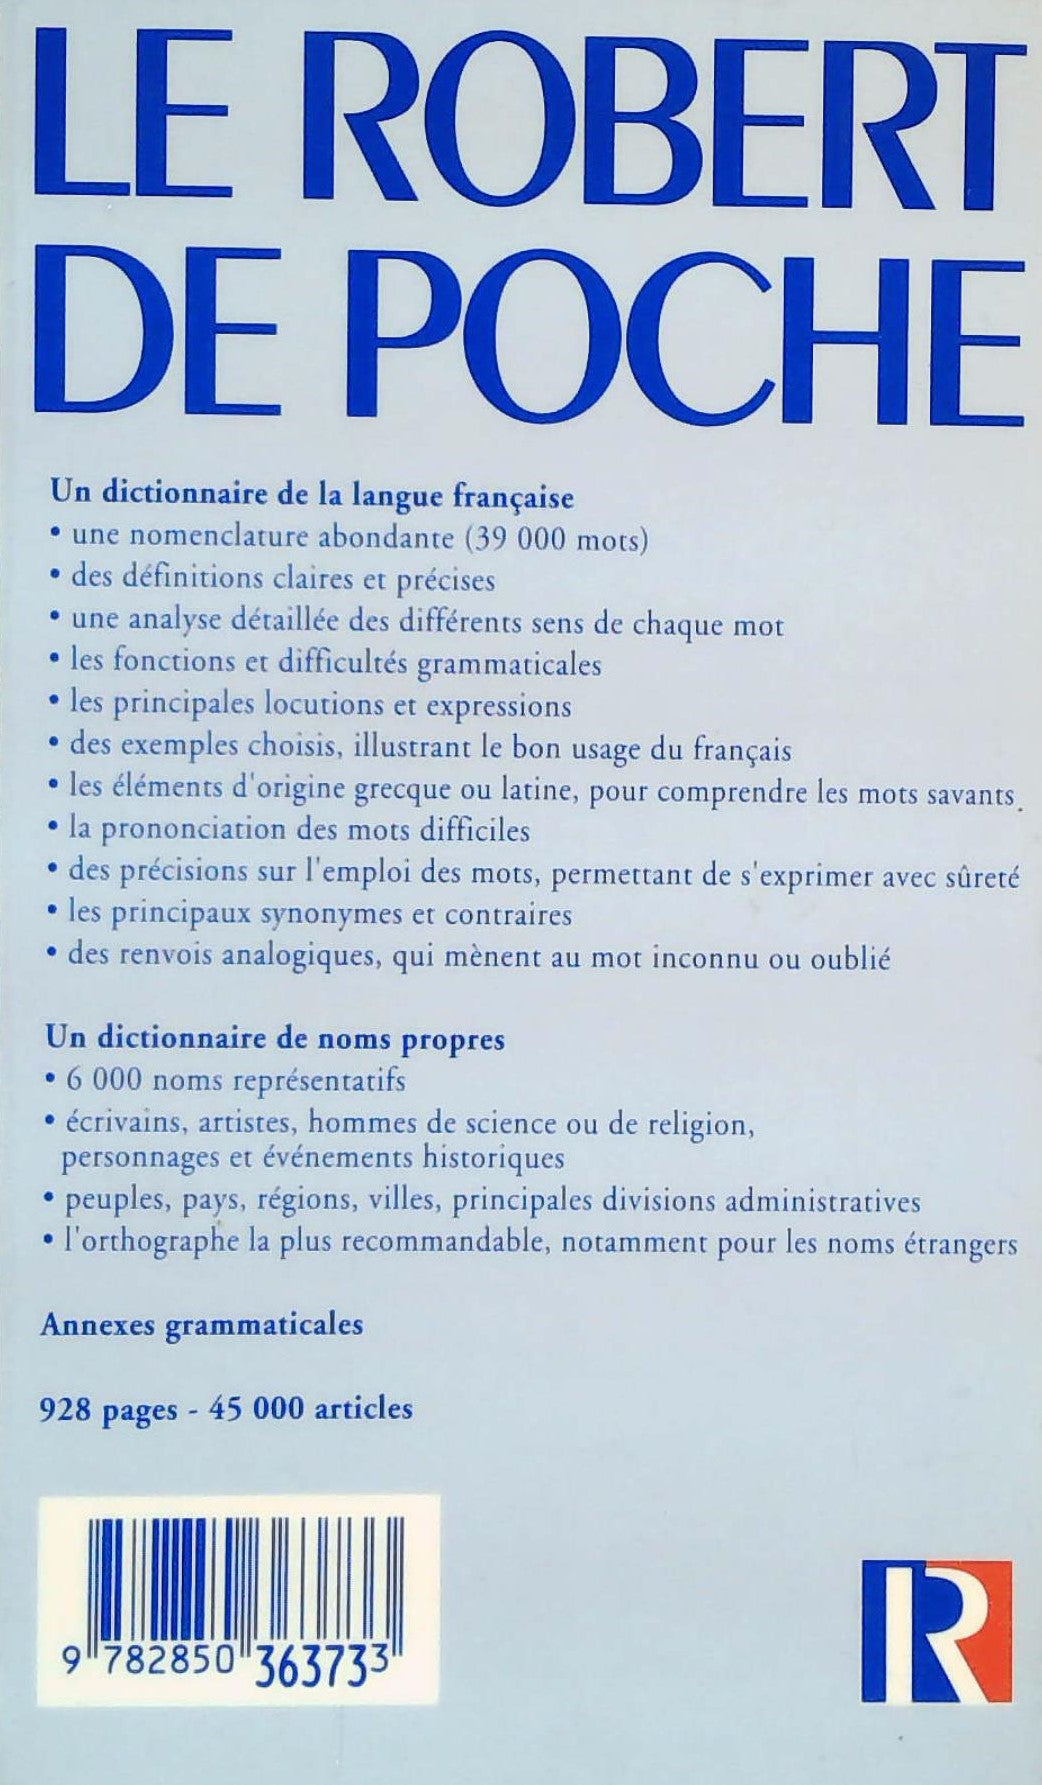 LE ROBERT
DE POCHE
Un dictionnaire de la langue française
• une nomenclature abondante (39 000 mots)
• des définitions claires et précises
• une analyse détaillée des différents sens de chaque mot
• les fonctions et difficultés grammaticales
• les principales locutions et expressions
• des exemples choisis, illustrant le bon usage du français
• les éléments d'origine grecque ou latine, pour comprendre les mots savants.
• la prononciation des mots difficiles
• des précisions sur l'emploi des mots, permettant de s'exprimer avec sûreté
• les principaux synonymes et contraires
• des renvois analogiques, qui mènent au mot inconnu ou oublié
Un dictionnaire de noms propres
• 6 000 noms représentatifs
• écrivains, artistes, hommes de science ou de religion,
personnages et événements historiques
• peuples, pays, régions, villes, principales divisions administratives
• l'orthographe la plus recommandable, notamment pour les noms étrangers
Annexes grammaticales
928 pages - 45 000 articles
9 782850 363733
R